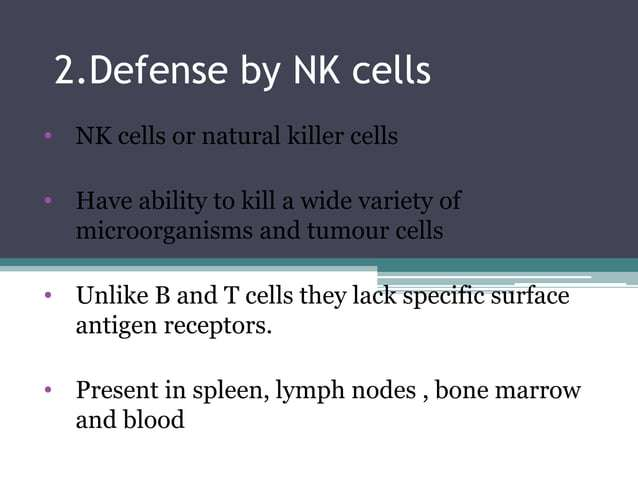 2.Defense by NK cells
• NK cells or natural killer cells
• Have ability to kill a wide variety of
microorganisms and tumour cells
• Unlike B and T cells they lack specific surface
antigen receptors.
• Present in spleen, lymph nodes , bone marrow
and blood